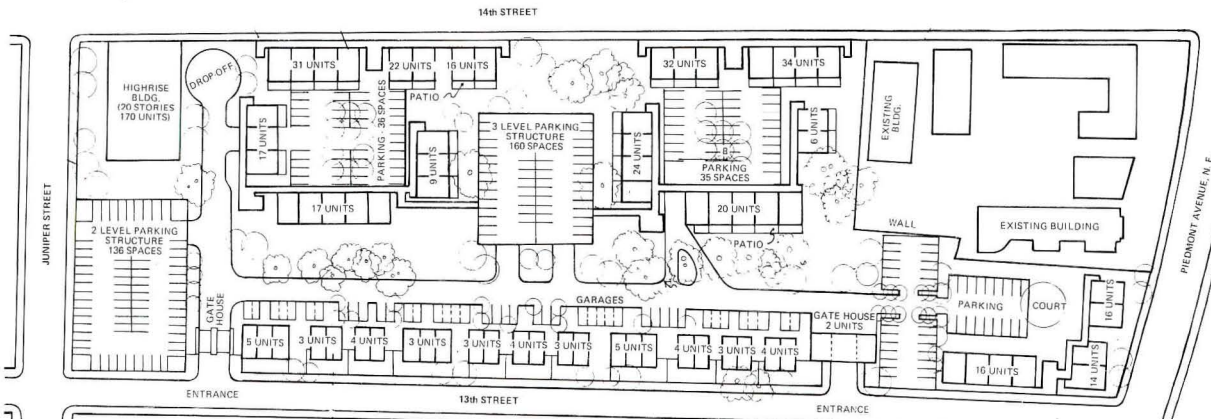 14th STREET
HIGHRISE
BLDG.
(20 STORIES
170 UNITS)
DROP-OFF
31 UNITS
22 UNITS
16 UNITS
PATIO
PARKING - 36 SPACES
17 UNITS
9 UNITS
17 UNITS
3 LEVEL PARKING
STRUCTURE
160 SPACES
24 UNITS
32 UNITS
34 UNITS
8
PARKING
35 SPACES
6 UNITS
20 UNITS
PATIO
EXISTING
BLDG.
EXISTING BUILDING
WALL
PIEDMONT AVENUE, N.E.
JUNIPER STREET
2 LEVEL PARKING
STRUCTURE
136 SPACES
GATE
HOUSE
GARAGES
GATE HOUSE
2 UNITS
PARKING
COURT
16 UNITS
14 UNITS
16 UNITS
5 UNITS
3 UNITS
4 UNITS
3 UNITS
3 UNITS
4 UNITS
3 UNITS
5 UNITS
4 UNITS
3 UNITS
4 UNITS
ENTRANCE
13th STREET
ENTRANCE